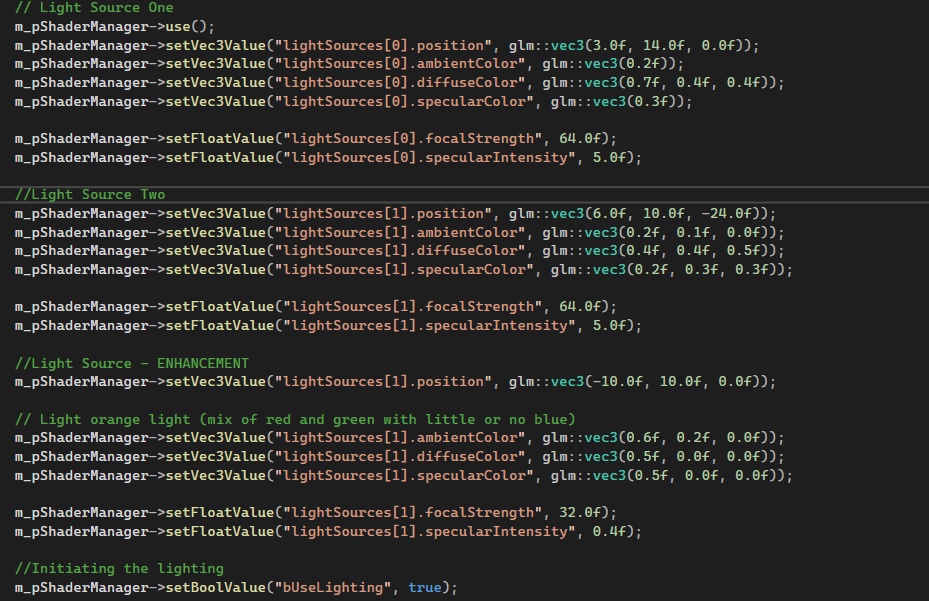 // Light Source One
m_pShaderManager->use();
m_pShaderManager->setVec3Value("lightSources[0].position", glm::vec3(3.0f, 14.0f, 0.0f));
m_pShaderManager->setVec3Value("lightSources[0].ambientColor", glm::vec3(0.2f));
m_pShaderManager->setVec3Value("lightSources[0].diffuseColor", glm::vec3(0.7f, 0.4f, 0.4f));
m_pShaderManager->setVec3Value("lightSources[0].specularColor", glm::vec3(0.3f));
m_pShaderManager->setFloatValue("lightSources[0].focalStrength", 64.0f);
m_pShaderManager->setFloatValue("lightSources[0].specularIntensity", 5.0f);
//Light Source Two
m_pShaderManager->setVec3Value("lightSources[1].position", glm::vec3(6.0f, 10.0f, -24.0f));
m_pShaderManager->setVec3Value("lightSources[1].ambientColor", glm::vec3(0.2f, 0.1f, 0.0f));
m_pShaderManager->setVec3Value("lightSources[1].diffuseColor", glm::vec3(0.4f, 0.4f, 0.5f));
m_pShaderManager->setVec3Value("lightSources[1].specularColor", glm::vec3(0.2f, 0.3f, 0.3f));
m_pShaderManager->setFloatValue("lightSources[1].focalStrength", 64.0f);
m_pShaderManager->setFloatValue("lightSources[1].specularIntensity", 5.0f);
//Light Source - ENHANCEMENT
m_pShaderManager->setVec3Value("lightSources[1].position", glm::vec3(-10.0f, 10.0f, 0.0f));
// Light orange light (mix of red and green with little or no blue)
m_pShaderManager->setVec3Value("lightSources[1].ambientColor", glm::vec3(0.6f, 0.2f, 0.0f));
m_pShaderManager->setVec3Value("lightSources[1].diffuseColor", glm::vec3(0.5f, 0.0f, 0.0f));
m_pShaderManager->setVec3Value("lightSources[1].specularColor", glm::vec3(0.5f, 0.0f, 0.0f));
m_pShaderManager->setFloatValue("lightSources[1].focalStrength", 32.0f);
m_pShaderManager->setFloatValue("lightSources[1].specularIntensity", 0.4f);
//Initiating the lighting
m_pShaderManager->setBoolValue("bUseLighting", true);